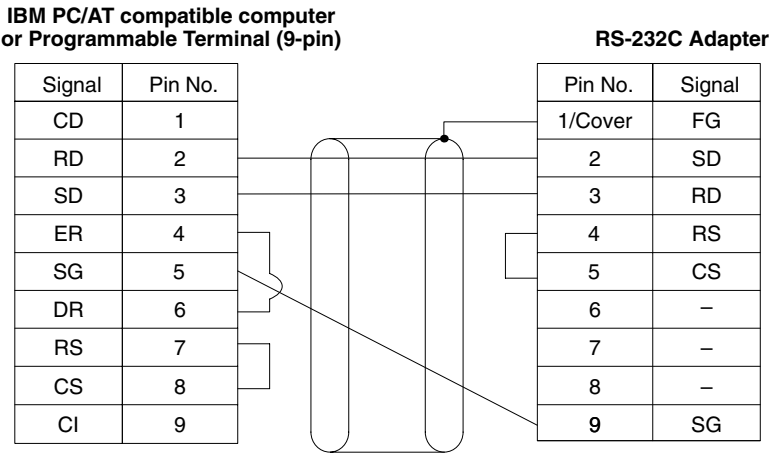 IBM PC/AT compatible computer
or Programmable Terminal (9-pin)
Signal Pin No.
CD 1
RD 2
SD 3
ER 4
SG 5
DR 6
RS 7
CS 8
CI 9
RS-232C Adapter
Pin No. Signal
1/Cover FG
2 SD
3 RD
4 RS
5 CS
6 –
7 –
8 –
9 SG